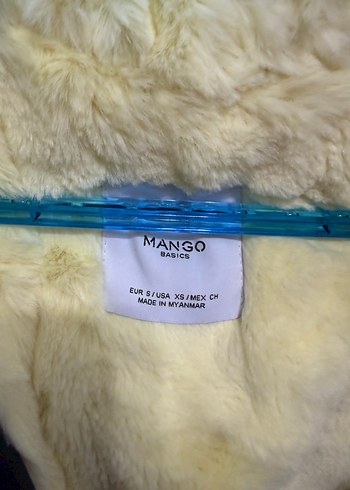 MANGO
BASICS
EUR S / USA XS / MEX CH
MADE IN MYANMAR